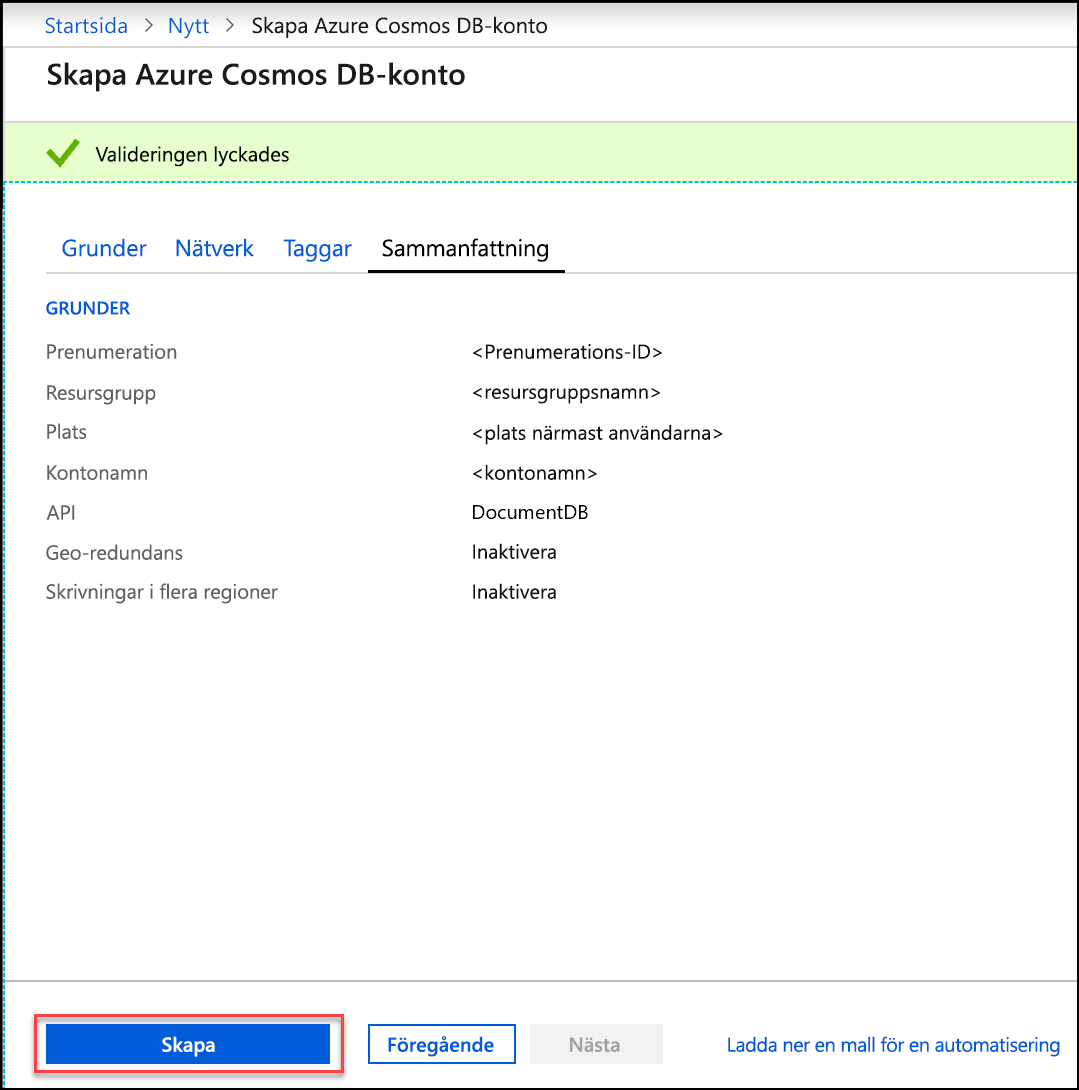 Startsida > Nytt > Skapa Azure Cosmos DB-konto
Skapa Azure Cosmos DB-konto
Valideringen lyckades
Grunder Nätverk Taggar Sammanfattning
GRUNDER
Prenumeration <Prenumerations-ID>
Resursgrupp <resursgruppsnamn>
Plats <plats närmast användarna>
Kontonamn <kontonamn>
API DocumentDB
Geo-redundans Inaktivera
Skrivningar i flera regioner Inaktivera
Skapa Föregående Nästa Ladda ner en mall för en automatisering